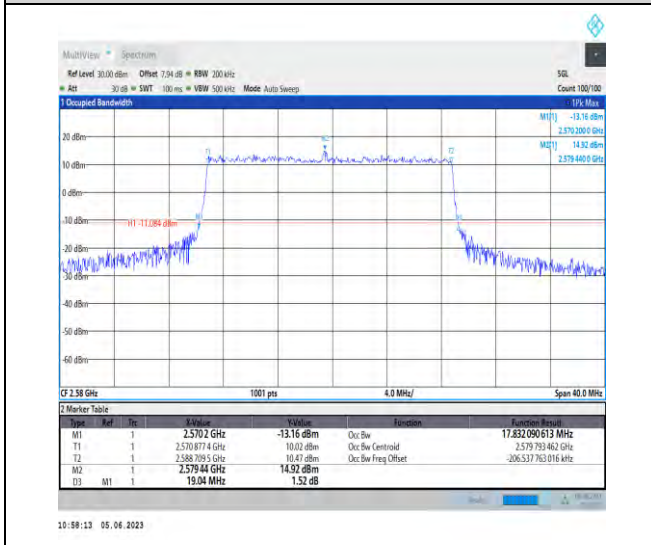 MultiView Spectrum
Ref Level 30.00 dBm Offset 7.94 dB RBW 200 kHz SGL
Att 30 dB SWT 100 ms VBW 500 kHz Mode Auto Sweep Count 100/100
1 Occupied Bandwidth 1Pk Max
M1[1] -13.16 dBm
2.570 200 0 GHz
20 dBm M2[1] 14.92 dBm
2.579 440 0 GHz
T1 M2 T2
10 dBm
0 dBm
-10 dBm
H1 -11.084 dBm
-20 dBm
-30 dBm
-40 dBm
-50 dBm
-60 dBm
CF 2.58 GHz 1001 pts 4.0 MHz/ Span 40.0 MHz
2 Marker Table
Type Ref Trc X-Value Y-Value Function Function Result
M1 1 2.570 2 GHz -13.16 dBm Occ Bw 17.832 090 613 MHz
T1 1 2.570 877 4 GHz 10.02 dBm Occ Bw Centroid 2.579 793 462 GHz
T2 1 2.588 709 5 GHz 10.47 dBm Occ Bw Freq Offset -206.537 763 016 kHz
M2 1 2.579 44 GHz 14.92 dBm
D3 M1 1 19.04 MHz 1.52 dB
10:58:13 05.06.2023